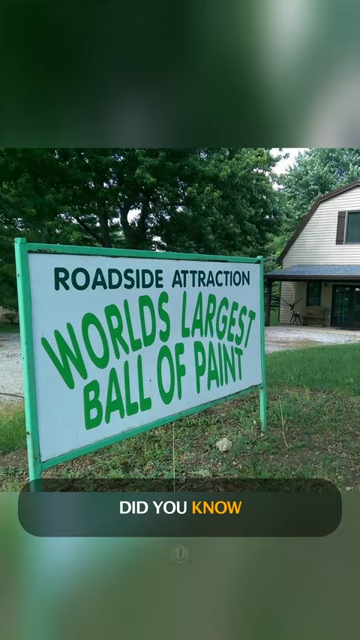 ROADSIDE ATTRACTION
WORLDS LARGEST
BALL OF PAINT
DID YOU KNOW